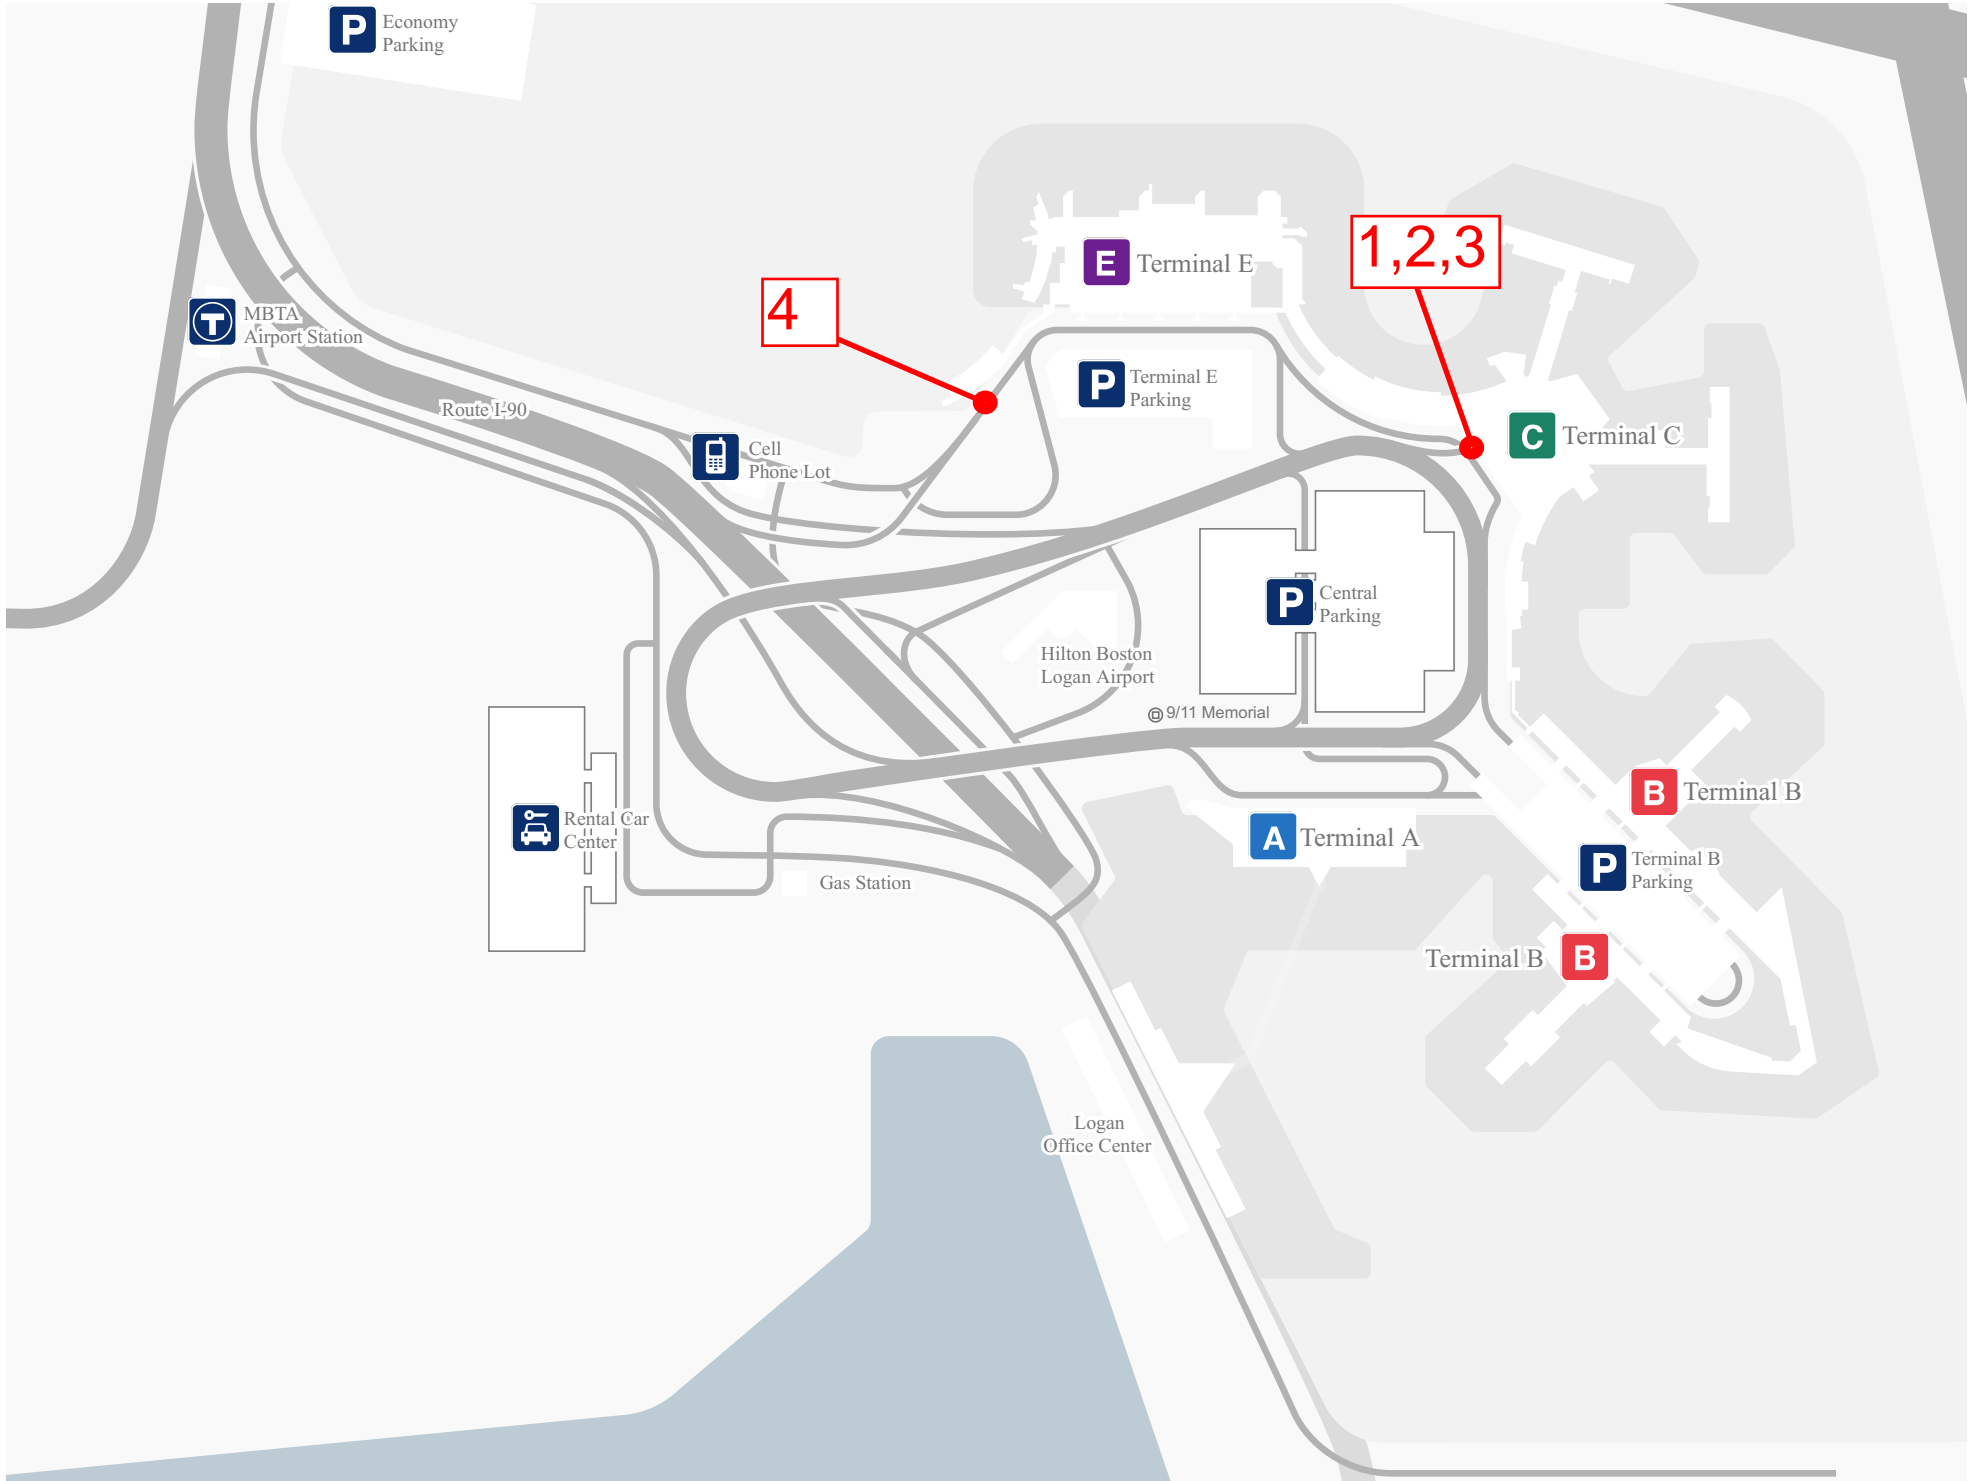 P
Economy
Parking
1,2,3
E
Terminal E
4
T
MBTA
Airport Station
P
Terminal E
Parking
Route I-90
C
Terminal C
Cell
Phone Lot
P
Central
Parking
Hilton Boston
Logan Airport
9/11 Memorial
B
Terminal B
Rental Car
Center
A
Terminal A
P
Terminal B
Parking
Gas Station
Terminal B
B
Logan
Office Center